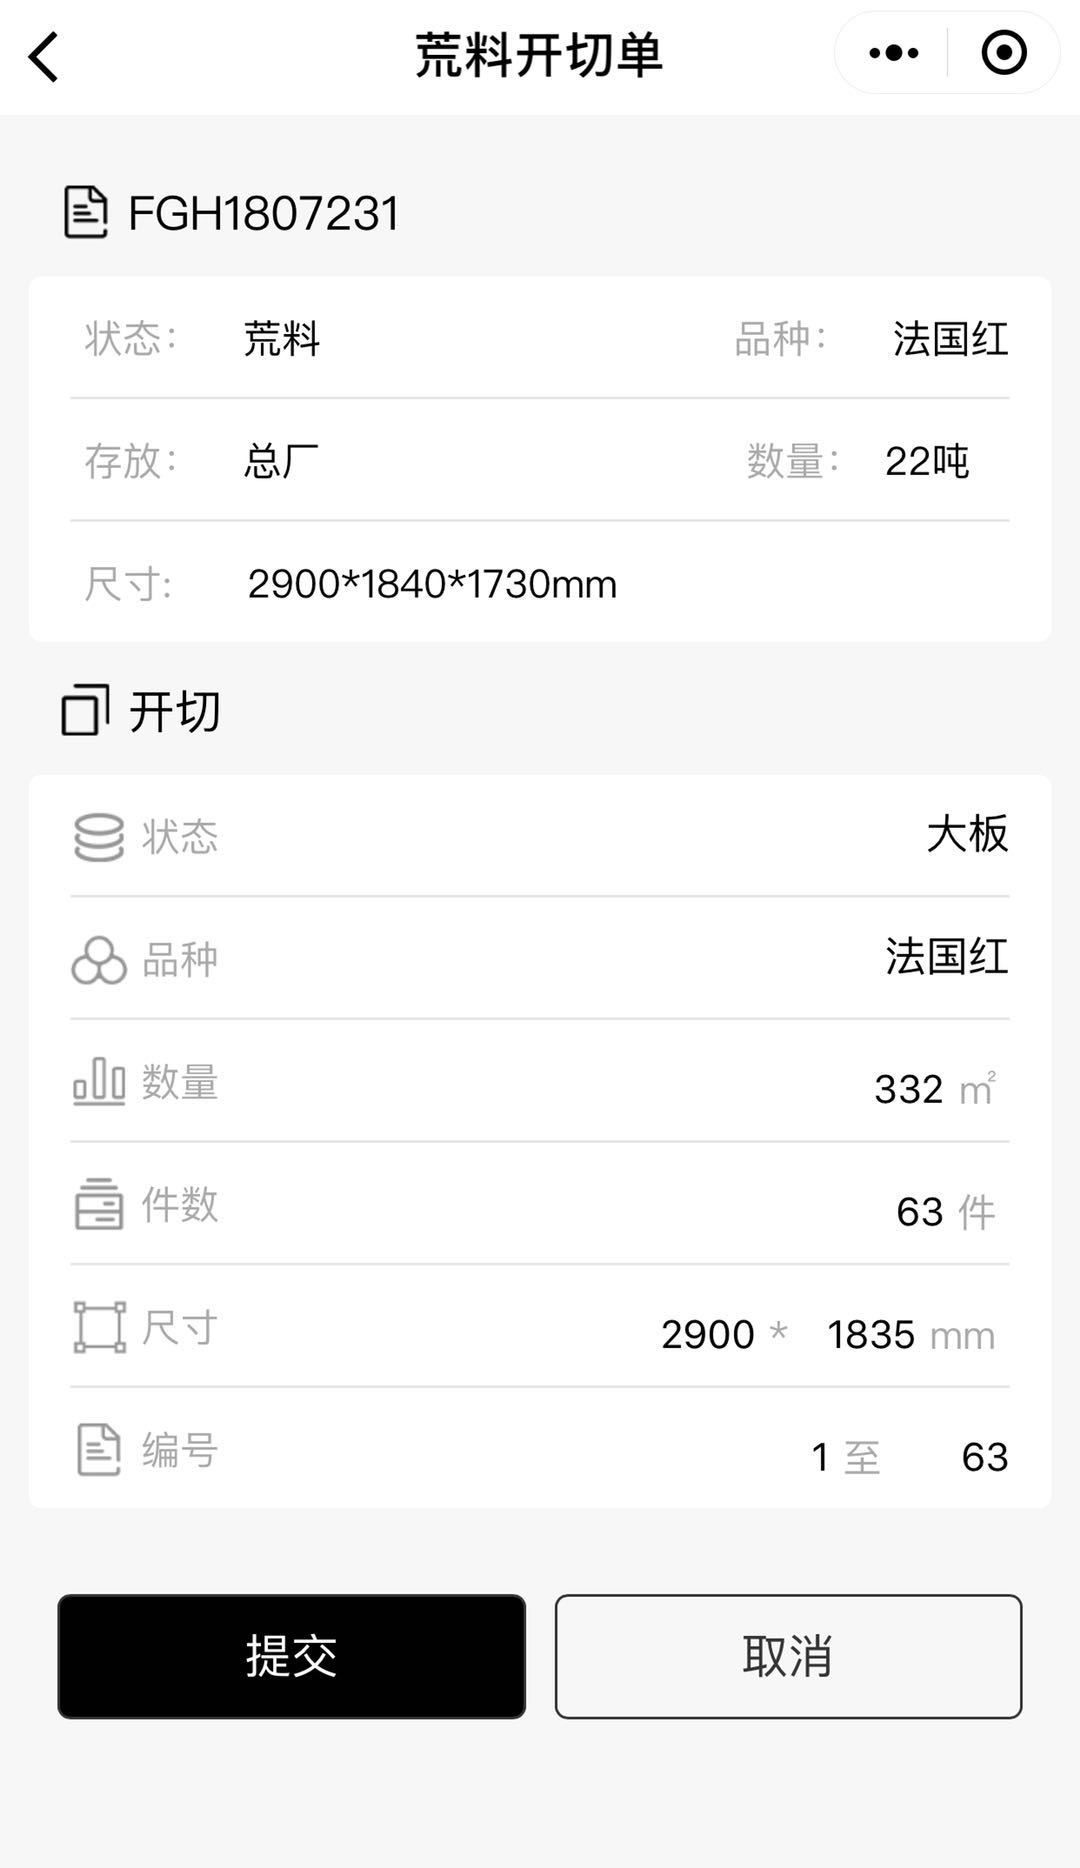 荒料开切单
FGH1807231
状态： 荒料 品种： 法国红
存放： 总厂 数量： 22吨
尺寸: 2900*1840*1730mm
开切
状态 大板
品种 法国红
数量 332 m²
件数 63 件
尺寸 2900 * 1835 mm
编号 1 至 63
提交 取消